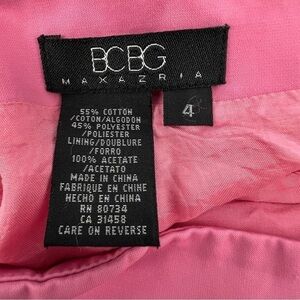 BCBG
MAXAZRIA
4
55% COTTON
/COTON/ALGODON
45% POLYESTER
/POLIESTER
LINING/DOUBLURE
/FORRO
100% ACETATE
/ACETATO
MADE IN CHINA
FABRIQUE EN CHINE
HECHO EN CHINA
RN 80734
CA 31458
CARE ON REVERSE